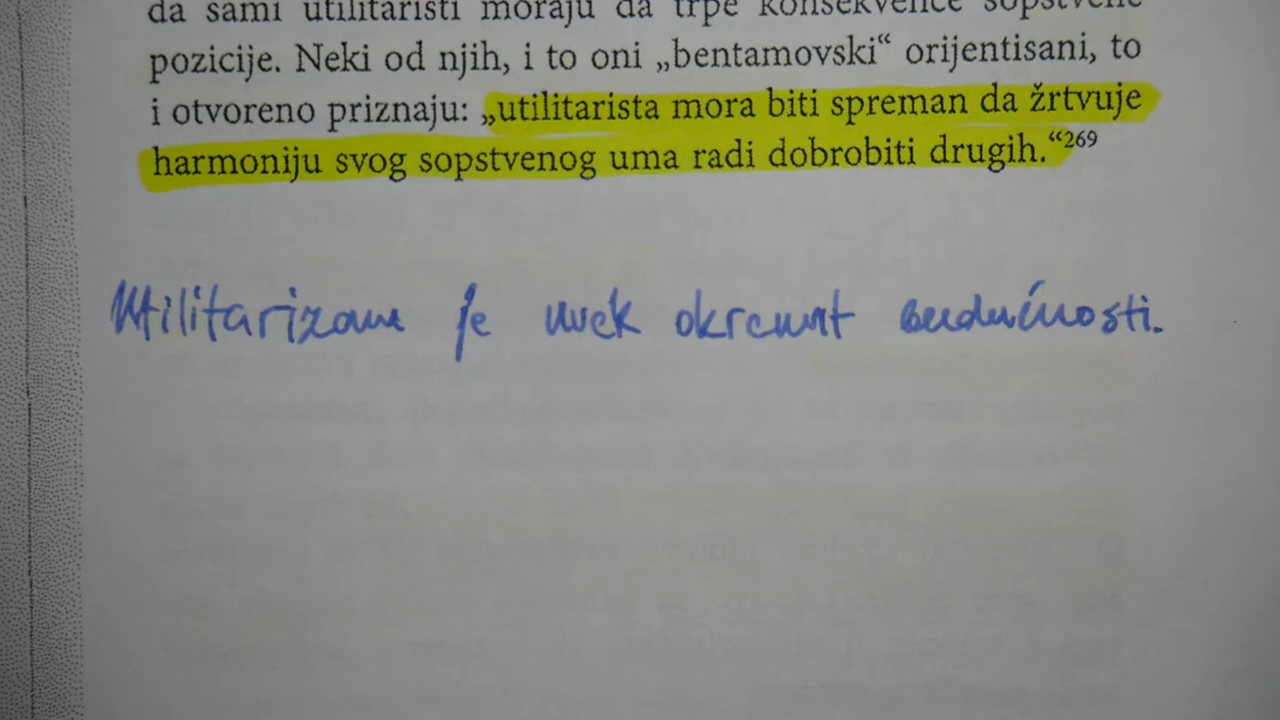 da sami utilitaristi moraju da trpe konsekvence sopstvene
pozicije. Neki od njih, i to oni „bentamovski“ orijentisani, to
i otvoreno priznaju: „utilitarista mora biti spreman da žrtvuje
harmoniju svog sopstvenog uma radi dobrobiti drugih.“269
Utilitarizam je uvek okrenut budućnosti.